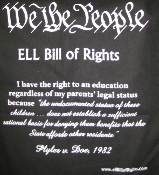 We the People
ELL Bill of Rights
I have the right to an education
regardless of my parents' legal status
because "the undocumented status of these
children ... does not establish a sufficient
rational basis for denying them benefits that the
State affords other residents
Plyler v. Doe, 1982